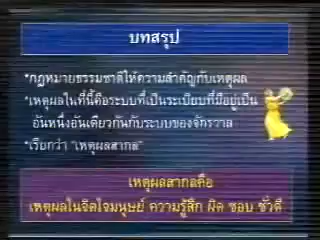 บทสรุป
*กฎหมายธรรมชาติให้ความสำคัญกับเหตุผล
*เหตุผลในที่นี้คือระบบที่เป็นระเบียบที่มีอยู่เป็น
อันหนึ่งอันเดียวกันกับระบบของจักรวาล
*เรียกว่า "เหตุผลสากล"
เหตุผลสากลคือ
เหตุผลในจิตใจมนุษย์ ความรู้สึก ผิด ชอบ ชั่วดี